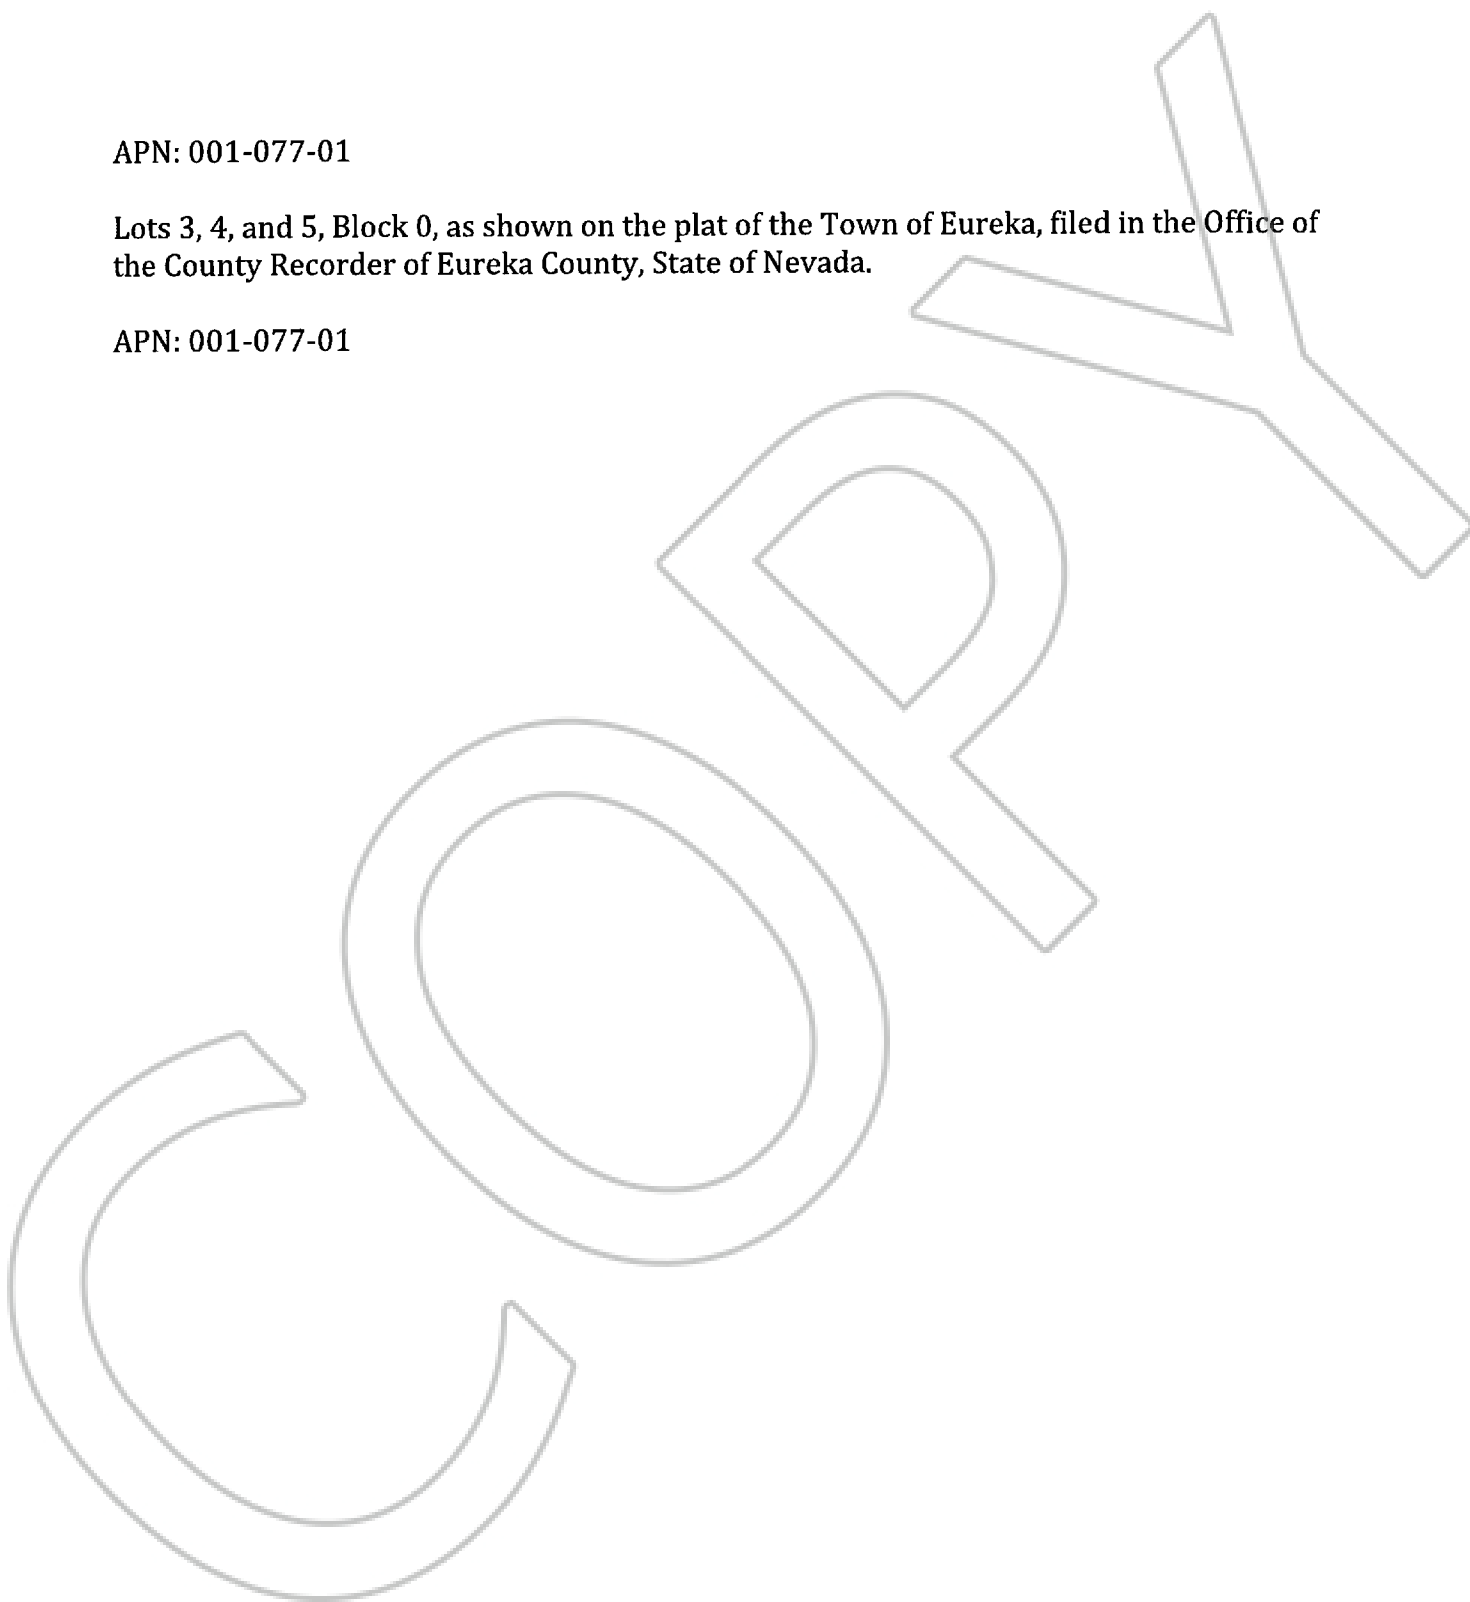 APN: 001-077-01
Lots 3, 4, and 5, Block 0, as shown on the plat of the Town of Eureka, filed in the Office of
the County Recorder of Eureka County, State of Nevada.
APN: 001-077-01
COPY